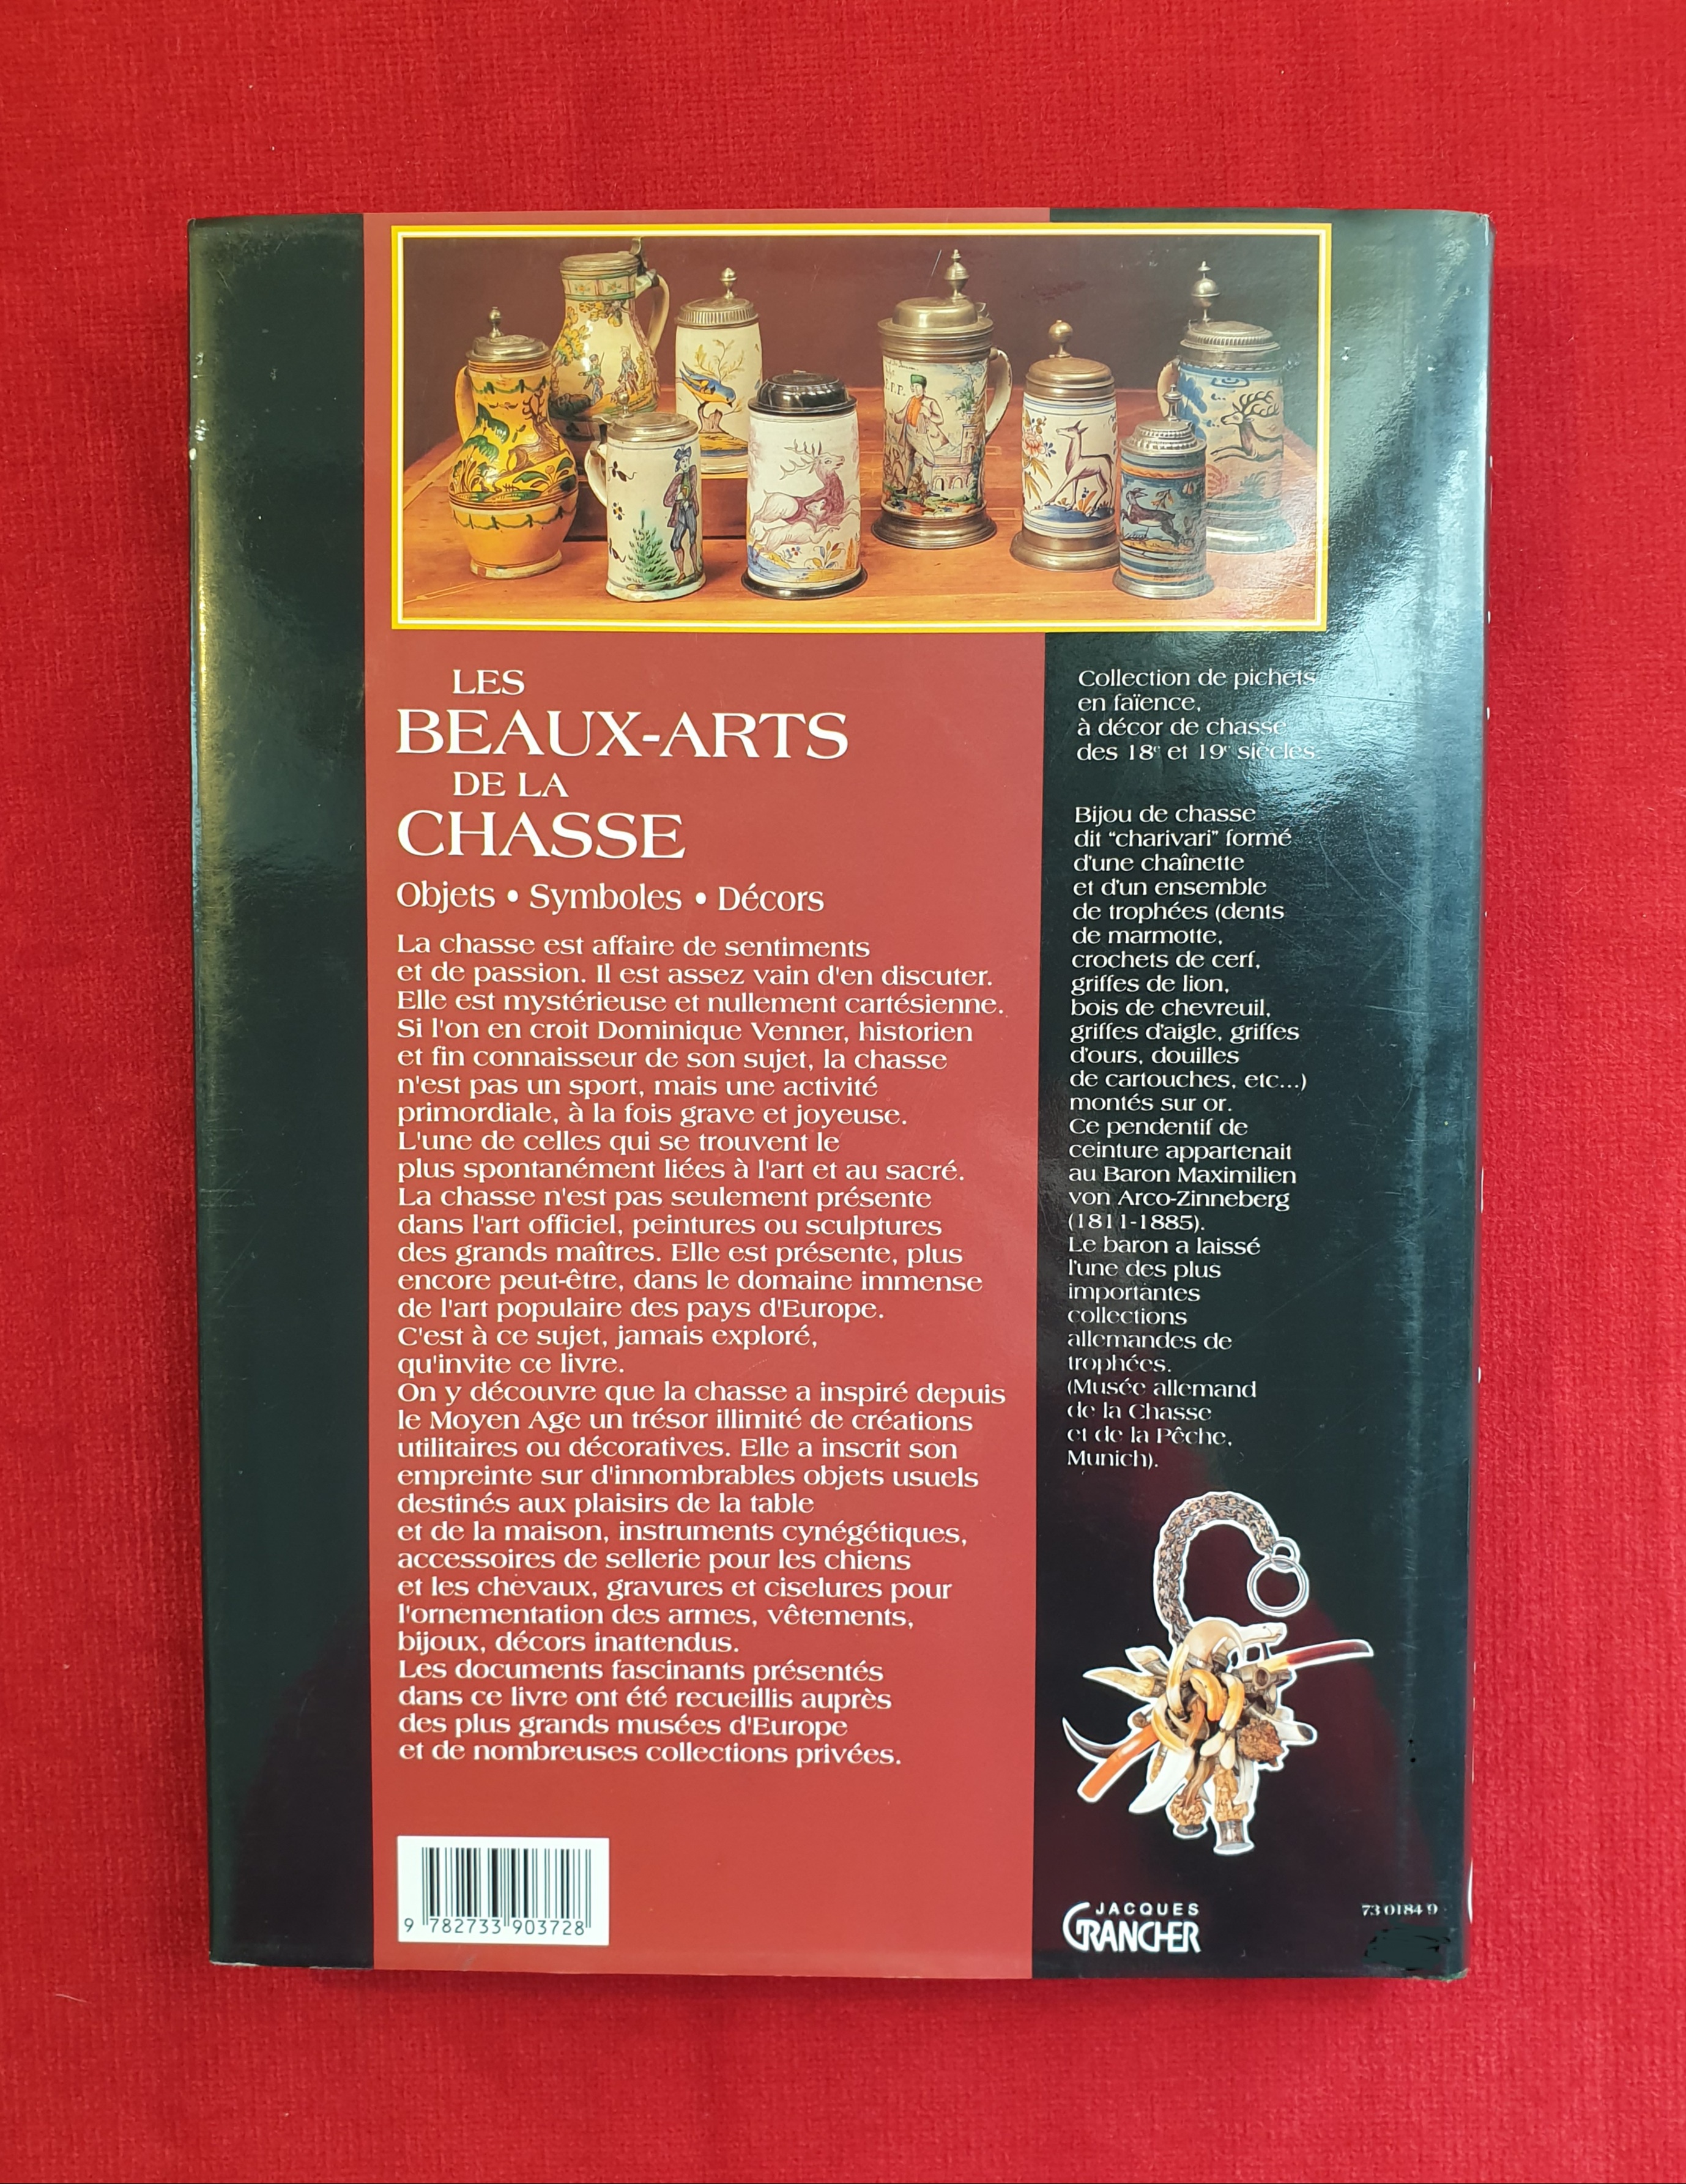 LES
BEAUX-ARTS
DE LA
CHASSE
Objets • Symboles • Décors
La chasse est affaire de sentiments
et de passion. Il est assez vain d'en discuter.
Elle est mystérieuse et nullement cartésienne.
Si l'on en croit Dominique Venner, historien
et fin connaisseur de son sujet, la chasse
n'est pas un sport, mais une activité
primordiale, à la fois grave et joyeuse.
L'une de celles qui se trouvent le
plus spontanément liées à l'art et au sacré.
La chasse n'est pas seulement présente
dans l'art officiel, peintures ou sculptures
des grands maîtres. Elle est présente, plus
encore peut-être, dans le domaine immense
de l'art populaire des pays d'Europe.
C'est à ce sujet, jamais exploré,
qu'invite ce livre.
On y découvre que la chasse a inspiré depuis
le Moyen Age un trésor illimité de créations
utilitaires ou décoratives. Elle a inscrit son
empreinte sur d'innombrables objets usuels
destinés aux plaisirs de la table
et de la maison, instruments cynégétiques,
accessoires de sellerie pour les chiens
et les chevaux, gravures et ciselures pour
l'ornementation des armes, vêtements,
bijoux, décors inattendus.
Les documents fascinants présentés
dans ce livre ont été recueillis auprès
des plus grands musées d'Europe
et de nombreuses collections privées.
9 782733 903728
Collection de pichets
en faïence,
à décor de chasse
des 18e et 19e siècles
Bijou de chasse
dit “charivari” formé
d'une chaînette
et d'un ensemble
de trophées (dents
de marmotte,
crochets de cerf,
griffes de lion,
bois de chevreuil,
griffes d'aigle, griffes
d'ours, douilles
de cartouches, etc...)
montés sur or.
Ce pendentif de
ceinture appartenait
au Baron Maximilien
von Arco-Zinneberg
(1811-1885).
Le baron a laissé
l'une des plus
importantes
collections
allemandes de
trophées.
(Musée allemand
de la Chasse
et de la Pêche,
Munich).
JACQUES
GRANCHER
73 0184 9